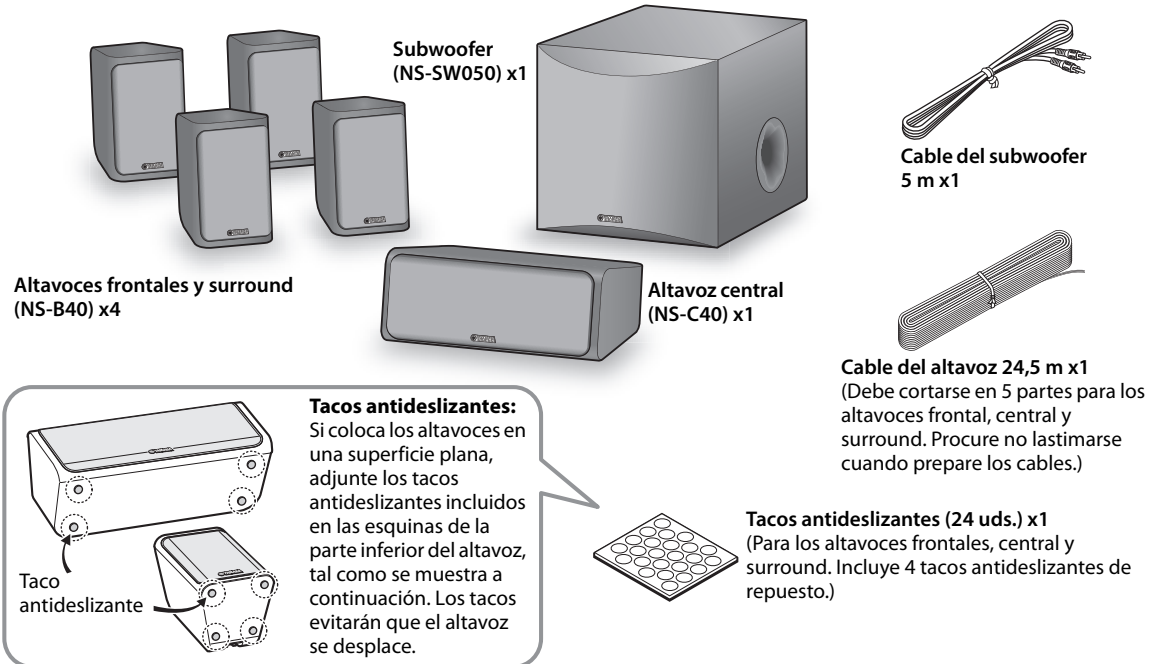 Subwoofer
(NS-SW050) x1
Cable del subwoofer
5 m x1
Altavoces frontales y surround
(NS-B40) x4
Altavoz central
(NS-C40) x1
Cable del altavoz 24,5 m x1
(Debe cortarse en 5 partes para los
altavoces frontal, central y
surround. Procure no lastimarse
cuando prepare los cables.)
Tacos antideslizantes:
Si coloca los altavoces en
una superficie plana,
adjunte los tacos
antideslizantes incluidos
en las esquinas de la
parte inferior del altavoz,
tal como se muestra a
continuación. Los tacos
evitarán que el altavoz
se desplace.
Taco
antideslizante
Tacos antideslizantes (24 uds.) x1
(Para los altavoces frontales, central y
surround. Incluye 4 tacos antideslizantes de
repuesto.)